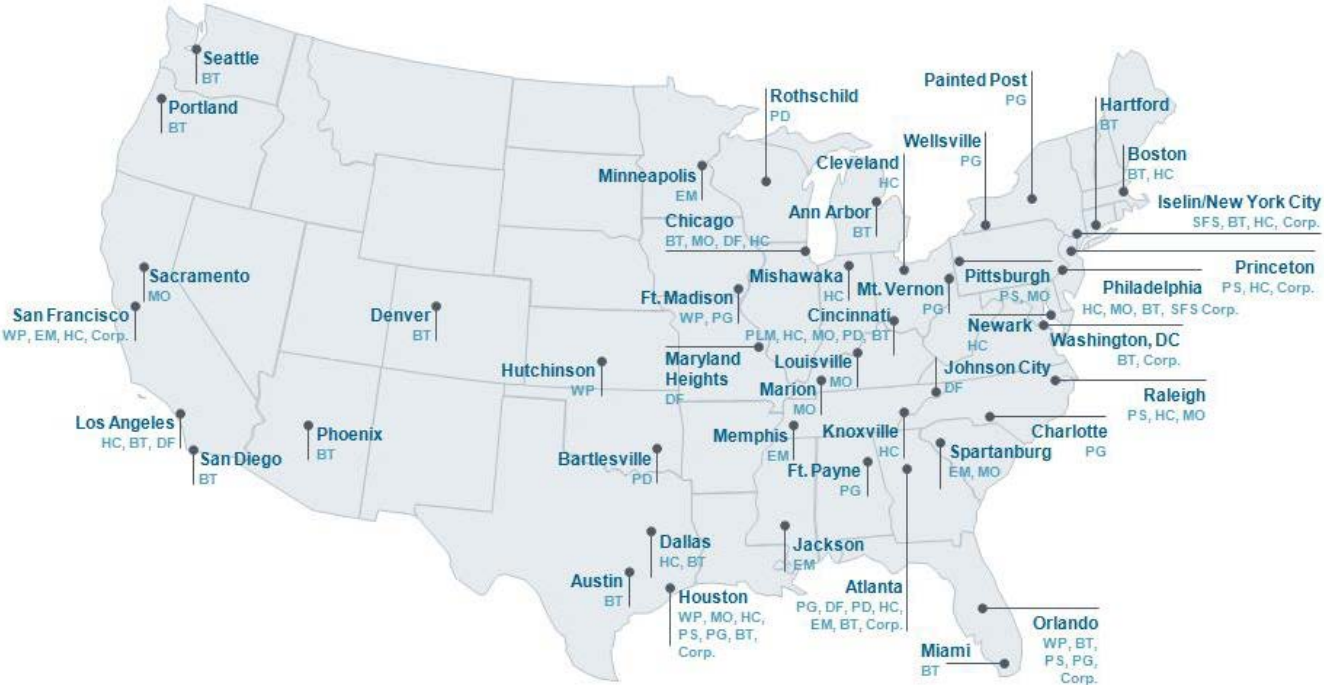 Seattle
BT
Portland
BT
Sacramento
MO
San Francisco
WP, EM, HC, Corp.
Los Angeles
HC, BT, DF
San Diego
BT
Phoenix
BT
Denver
BT
Hutchinson
WP
Bartlesville
PD
Dallas
HC, BT
Austin
BT
Houston
WP, MO, HC,
PS, PG, BT,
Corp.
Minneapolis
EM
Rothschild
PD
Chicago
BT, MO, DF, HC
Ft. Madison
WP, PG
Maryland
Heights
DF
Mishawaka
HC
Ann Arbor
BT
Cleveland
HC
Wellsville
PG
Painted Post
PG
Hartford
BT
Boston
BT, HC
Iselin/New York City
SFS, BT, HC, Corp.
Princeton
PS, HC, Corp.
Philadelphia
HC, MO, BT, SFS Corp.
Pittsburgh
PS, MO
Mt. Vernon
PG
Cincinnati
PLM, HC, MO, PD, BT
Newark
HC
Washington, DC
BT, Corp.
Louisville
MO
Marion
MO
Johnson City
DF
Raleigh
PS, HC, MO
Charlotte
PG
Memphis
EM
Knoxville
HC
Spartanburg
EM, MO
Ft. Payne
PG
Jackson
EM
Atlanta
PG, DF, PD, HC,
EM, BT, Corp.
Orlando
WP, BT,
PS, PG,
Corp.
Miami
BT